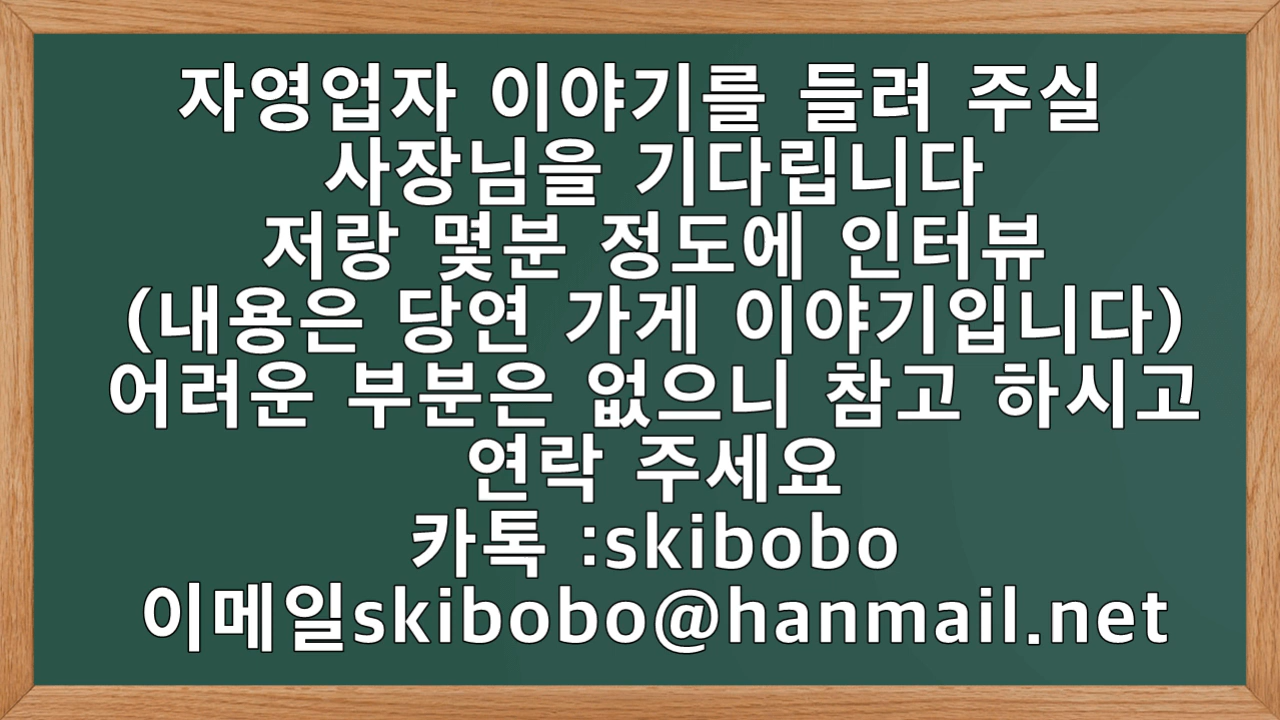 자영업자 이야기를 들려 주실
사장님을 기다립니다
저랑 몇분 정도에 인터뷰
(내용은 당연 가게 이야기입니다)
어려운 부분은 없으니 참고 하시고
연락 주세요
카톡 :skibobo
이메일skibobo@hanmail.net